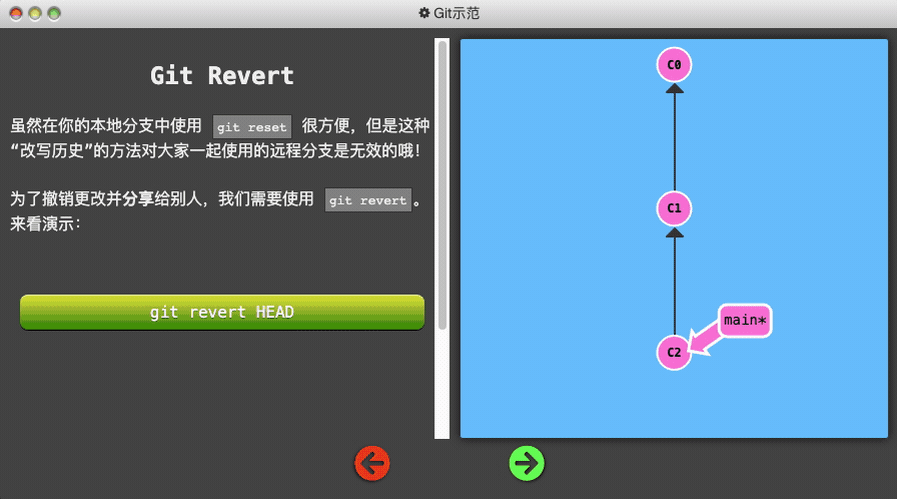 Git示范
Git Revert
虽然在你的本地分支中使用 git reset 很方便，但是这种
“改写历史”的方法对大家一起使用的远程分支是无效的哦！
为了撤销更改并分享给别人，我们需要使用 git revert。
来看演示：
git revert HEAD
C0
C1
main*
C2